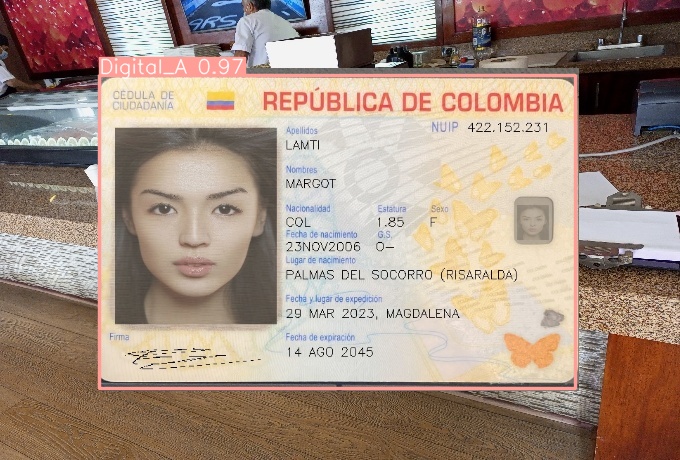 Digital_A 0.97
CÉDULA DE
CIUDADANÍA
REPÚBLICA DE COLOMBIA
NUIP 422.152.231
Apellidos
LAMTI
Nombres
MARGOT
Nacionalidad Estatura Sexo
COL 1.85 F
Fecha de nacimiento G.S.
23NOV2006 O–
Lugar de nacimiento
PALMAS DEL SOCORRO (RISARALDA)
Fecha y lugar de expedición
29 MAR 2023, MAGDALENA
Firma
Fecha de expiración
14 AGO 2045